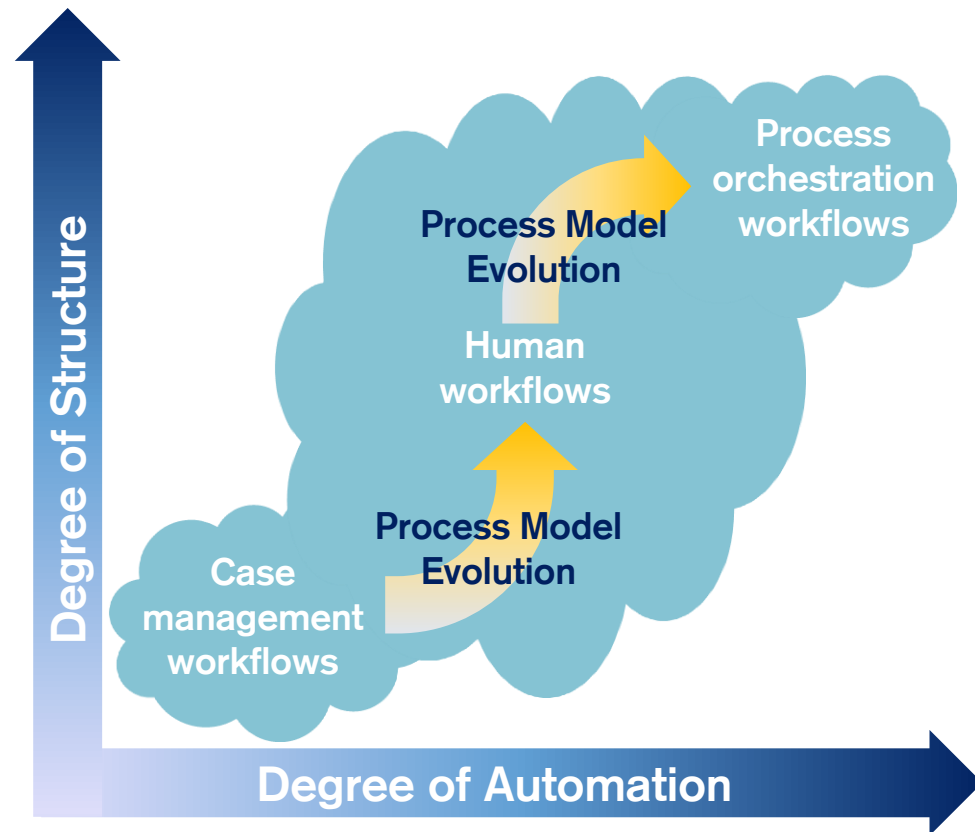 Degree of Structure
Process
orchestration
workflows
Process Model
Evolution
Human
workflows
Process Model
Evolution
Case
management
workflows
Degree of Automation